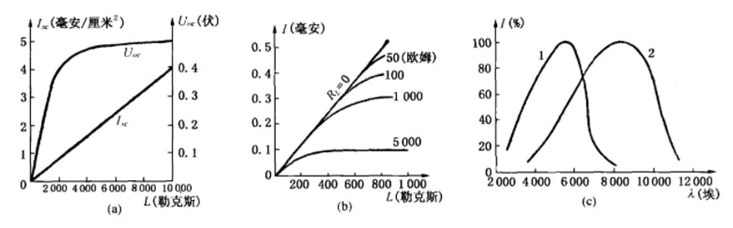 I_sc(毫安/厘米²)
U_oc(伏)
5
4
3
2
1
0
0.4
0.3
0.2
0.1
U_oc
I_sc
2 000 4 000 6 000 8 000 10 000
L(勒克斯)
(a)
I (毫安)
0.5
0.4
0.3
0.2
0.1
0
R_L=0
50(欧姆)
100
1 000
5 000
200 400 600 800 1 000
L(勒克斯)
(b)
I(%)
100
80
60
40
20
1
2
2 000 4 000 6 000 8 000 10 000 12 000
λ(埃)
(c)